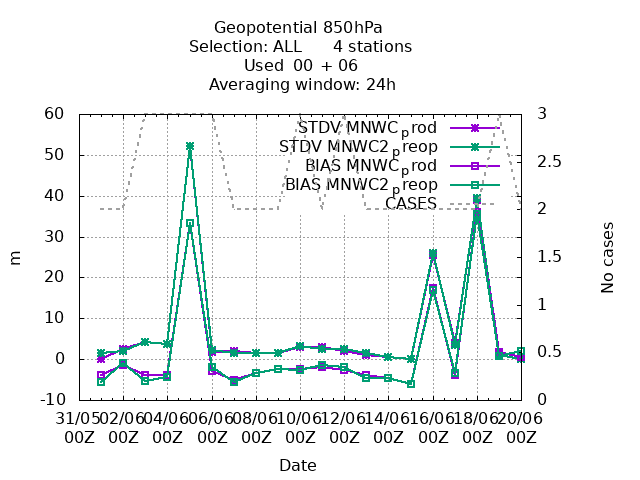 Geopotential 850hPa
Selection: ALL 4 stations
Used 00 + 06
Averaging window: 24h
60 3
STDV MNWC_prod
STDV MNWC2_preop
BIAS MNWC_prod
BIAS MNWC2_preop
CASES
50 2.5
40 2
30 1.5
20
10 1
0 0.5
-10 0
m
No cases
31/05 02/06 04/06 06/06 08/06 10/06 12/06 14/06 16/06 18/06 20/06
00Z 00Z 00Z 00Z 00Z 00Z 00Z 00Z 00Z 00Z 00Z
Date